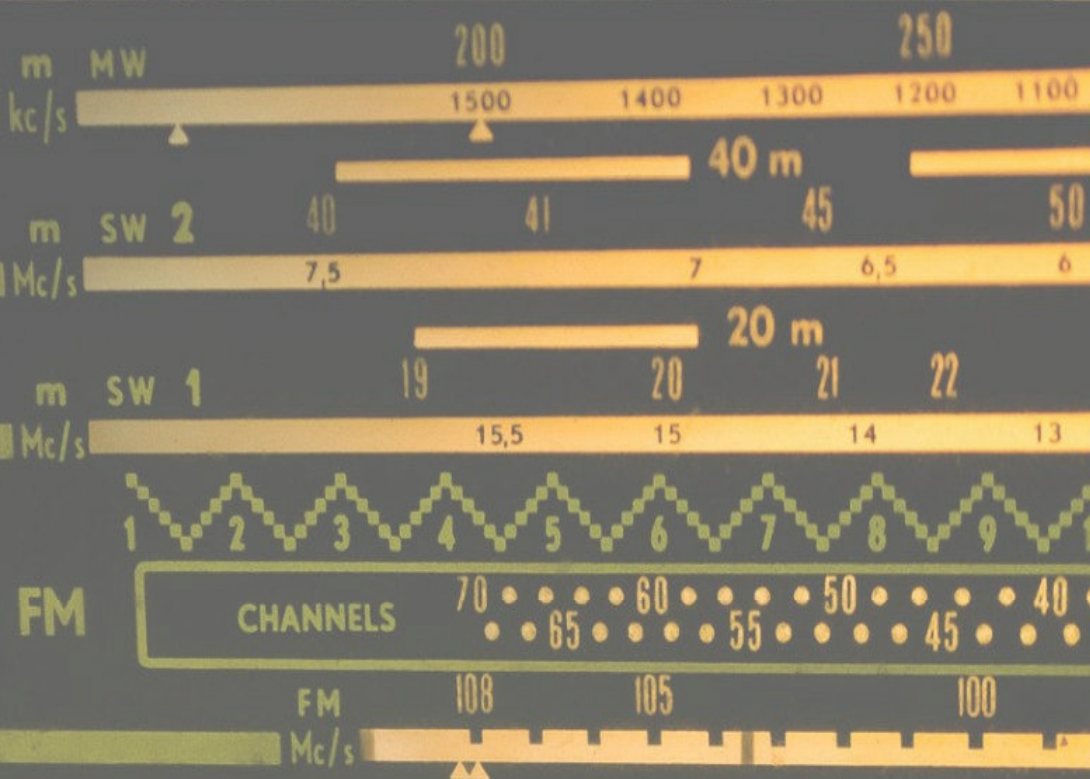 m MW 200 250
kc/s 1500 1400 1300 1200 1100
40 m
m SW 2 40 41 45 50
Mc/s 7,5 7 6,5 6
20 m
m SW 1 19 20 21 22
Mc/s 15,5 15 14 13
1 2 3 4 5 6 7 8 9
FM CHANNELS 70 60 50 40
65 55 45
FM 108 105 100
Mc/s